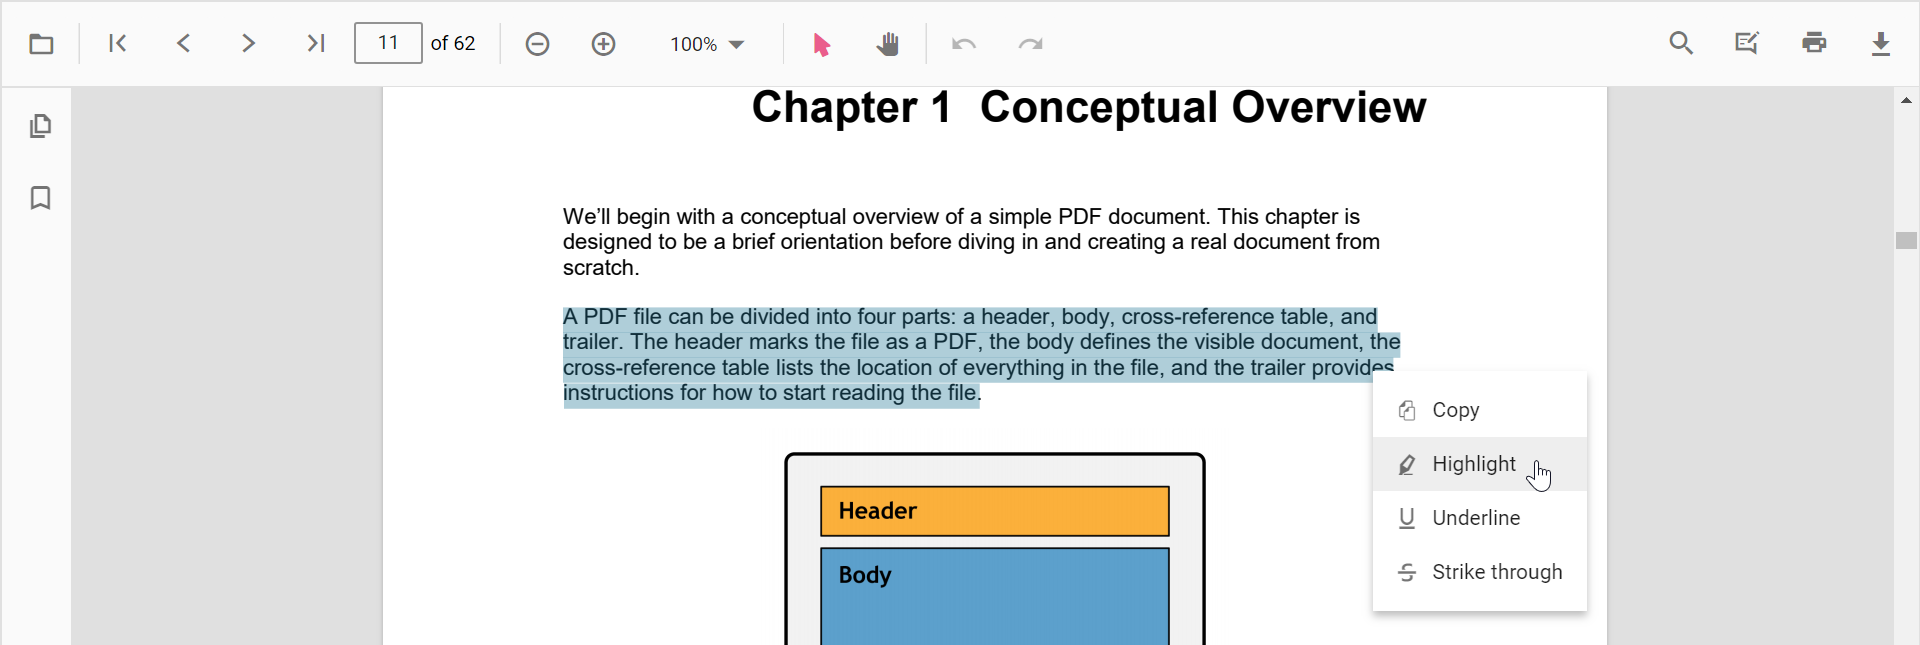 11 of 62 100%
Chapter 1 Conceptual Overview
We’ll begin with a conceptual overview of a simple PDF document. This chapter is
designed to be a brief orientation before diving in and creating a real document from
scratch.
A PDF file can be divided into four parts: a header, body, cross-reference table, and
trailer. The header marks the file as a PDF, the body defines the visible document, the
cross-reference table lists the location of everything in the file, and the trailer provides
instructions for how to start reading the file.
Copy
Highlight
Underline
Strike through
Header
Body